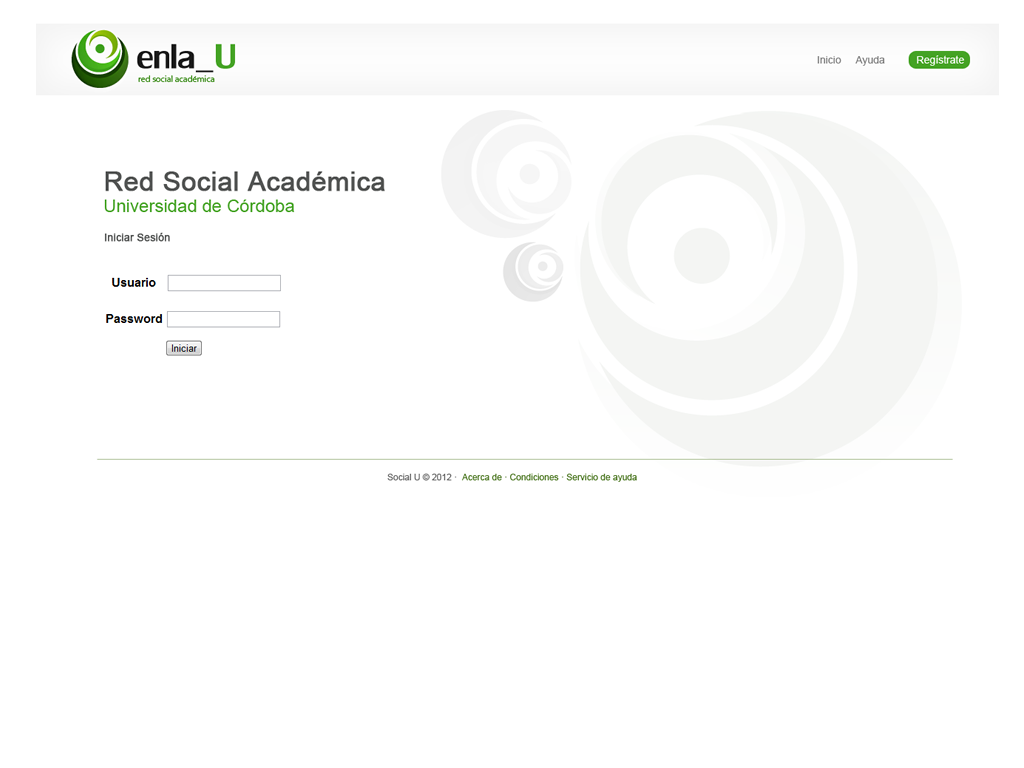 enla_U
red social académica
Inicio Ayuda Regístrate
Red Social Académica
Universidad de Córdoba
Iniciar Sesión
Usuario
Password
Iniciar
Social U © 2012 · Acerca de · Condiciones · Servicio de ayuda